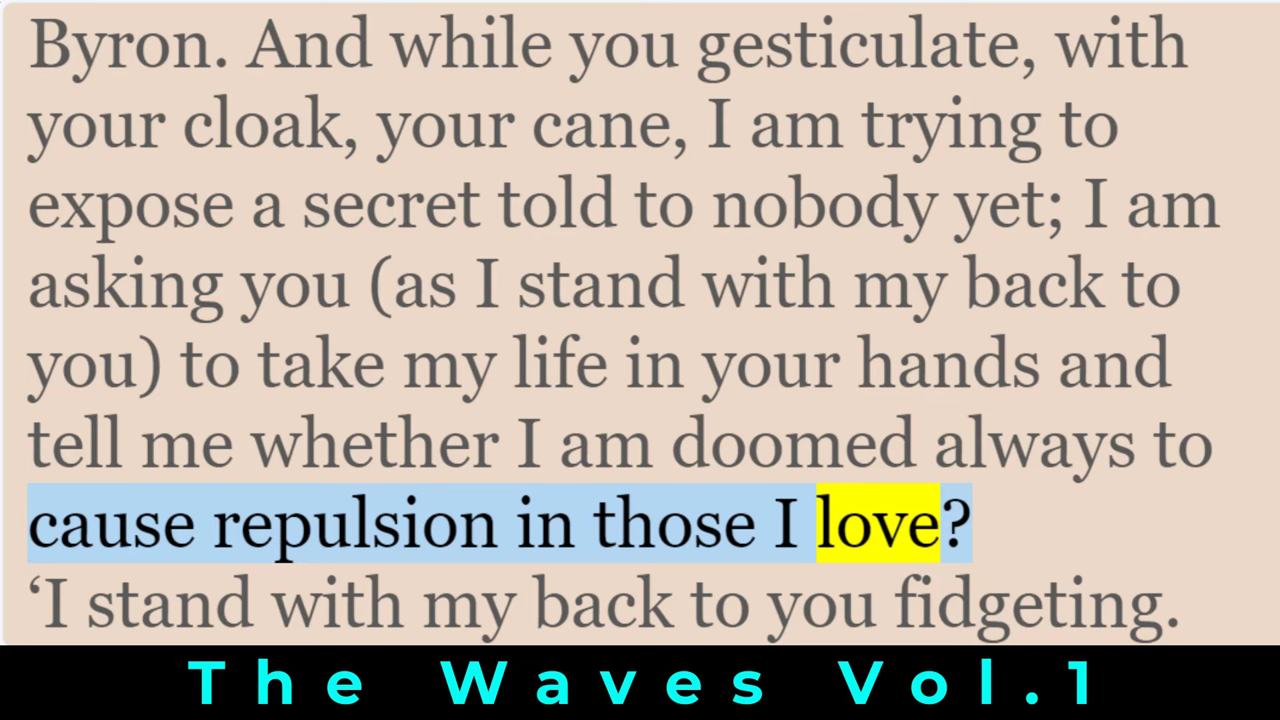 Byron. And while you gesticulate, with
your cloak, your cane, I am trying to
expose a secret told to nobody yet; I am
asking you (as I stand with my back to
you) to take my life in your hands and
tell me whether I am doomed always to
cause repulsion in those I love?
‘I stand with my back to you fidgeting.
The Waves Vol.1